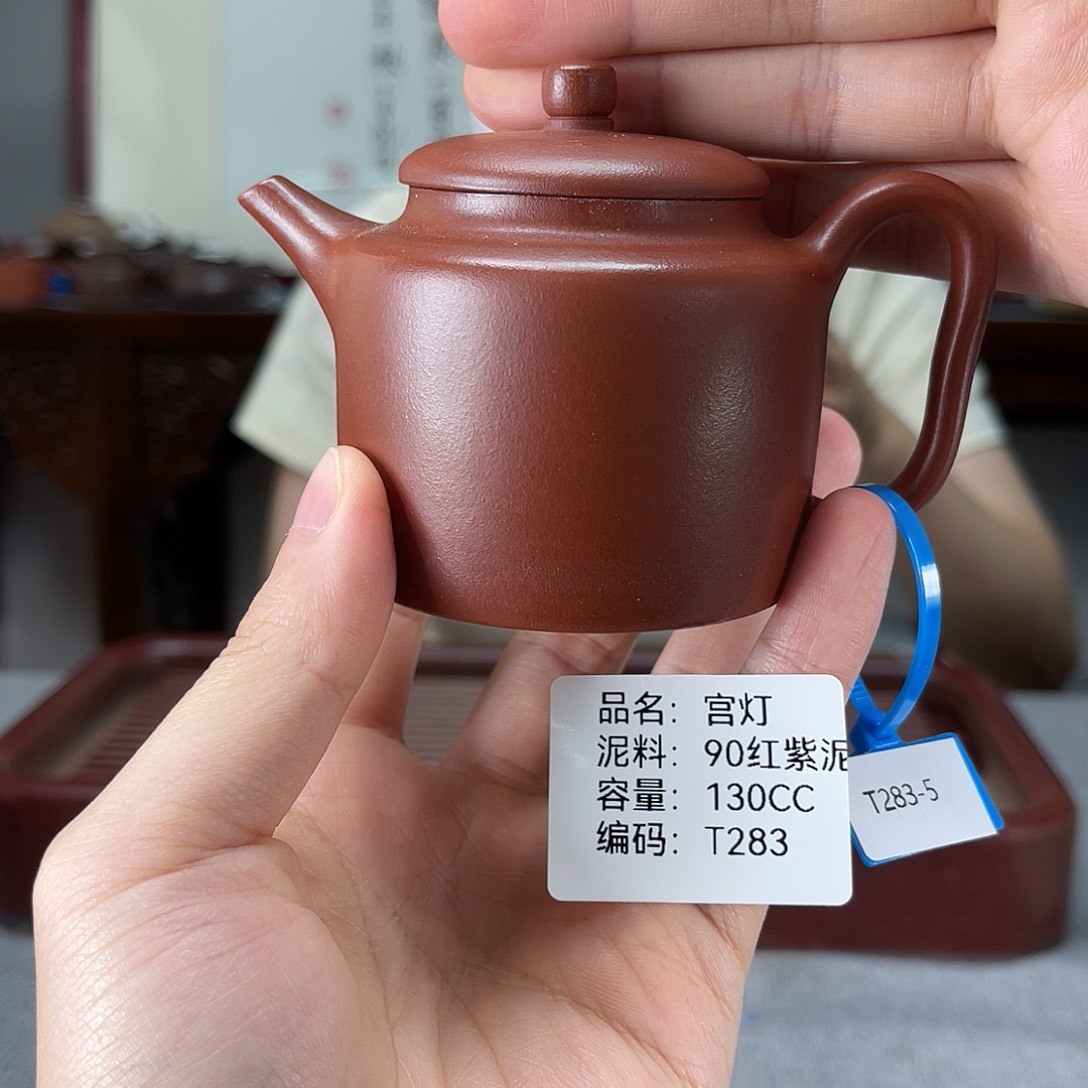 品名：宫灯
泥料：90红紫泥
容量：130CC
编码：T283
T283-5